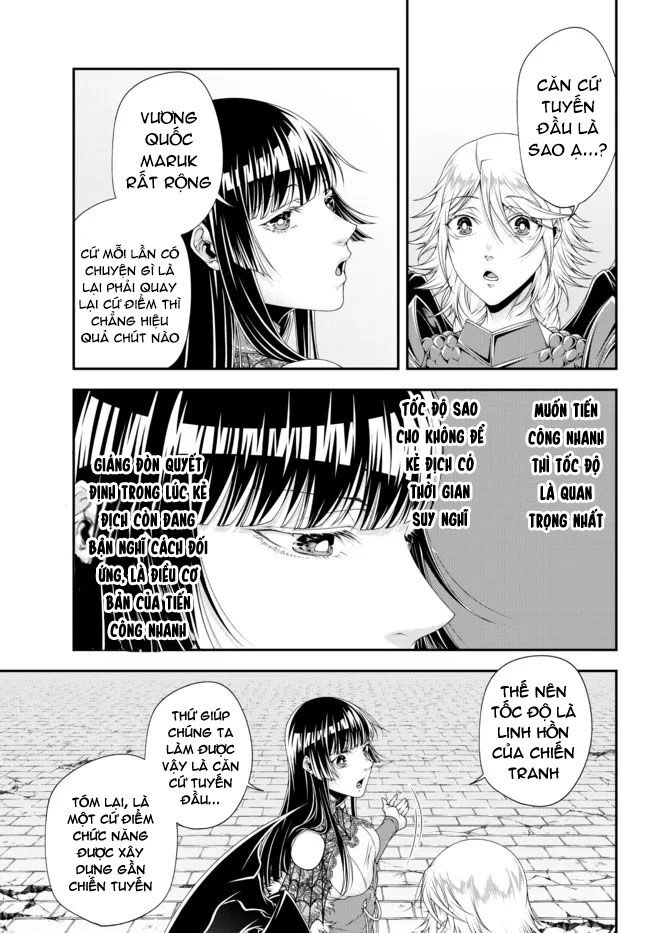 CĂN CỨ
TUYẾN
ĐẦU LÀ
SAO Ạ...?
VƯƠNG
QUỐC
MARUK
RẤT RỘNG
CỨ MỖI LẦN CÓ
CHUYỆN GÌ LÀ
LẠI PHẢI QUAY
LẠI CỨ ĐIỂM THÌ
CHẲNG HIỆU
QUẢ CHÚT NÀO
MUỐN TIẾN
CÔNG NHANH
THÌ TỐC ĐỘ
LÀ QUAN
TRỌNG NHẤT
TỐC ĐỘ SAO
CHO KHÔNG ĐỂ
KẺ ĐỊCH CÓ
THỜI GIAN
SUY NGHĨ
GIÁNG ĐÒN QUYẾT
ĐỊNH TRONG LÚC KẺ
ĐỊCH CÒN ĐANG
BẬN NGHĨ CÁCH ĐỐI
ỨNG, LÀ ĐIỀU CƠ
BẢN CỦA TIẾN
CÔNG NHANH
THẾ NÊN
TỐC ĐỘ LÀ
LINH HỒN
CỦA CHIẾN
TRANH
THỨ GIÚP
CHÚNG TA
LÀM ĐƯỢC
VẬY LÀ CĂN
CỨ TUYẾN
ĐẦU...
TÓM LẠI, LÀ
MỘT CỨ ĐIỂM
CHỨC NĂNG
ĐƯỢC XÂY
DỰNG GẦN
CHIẾN TUYẾN